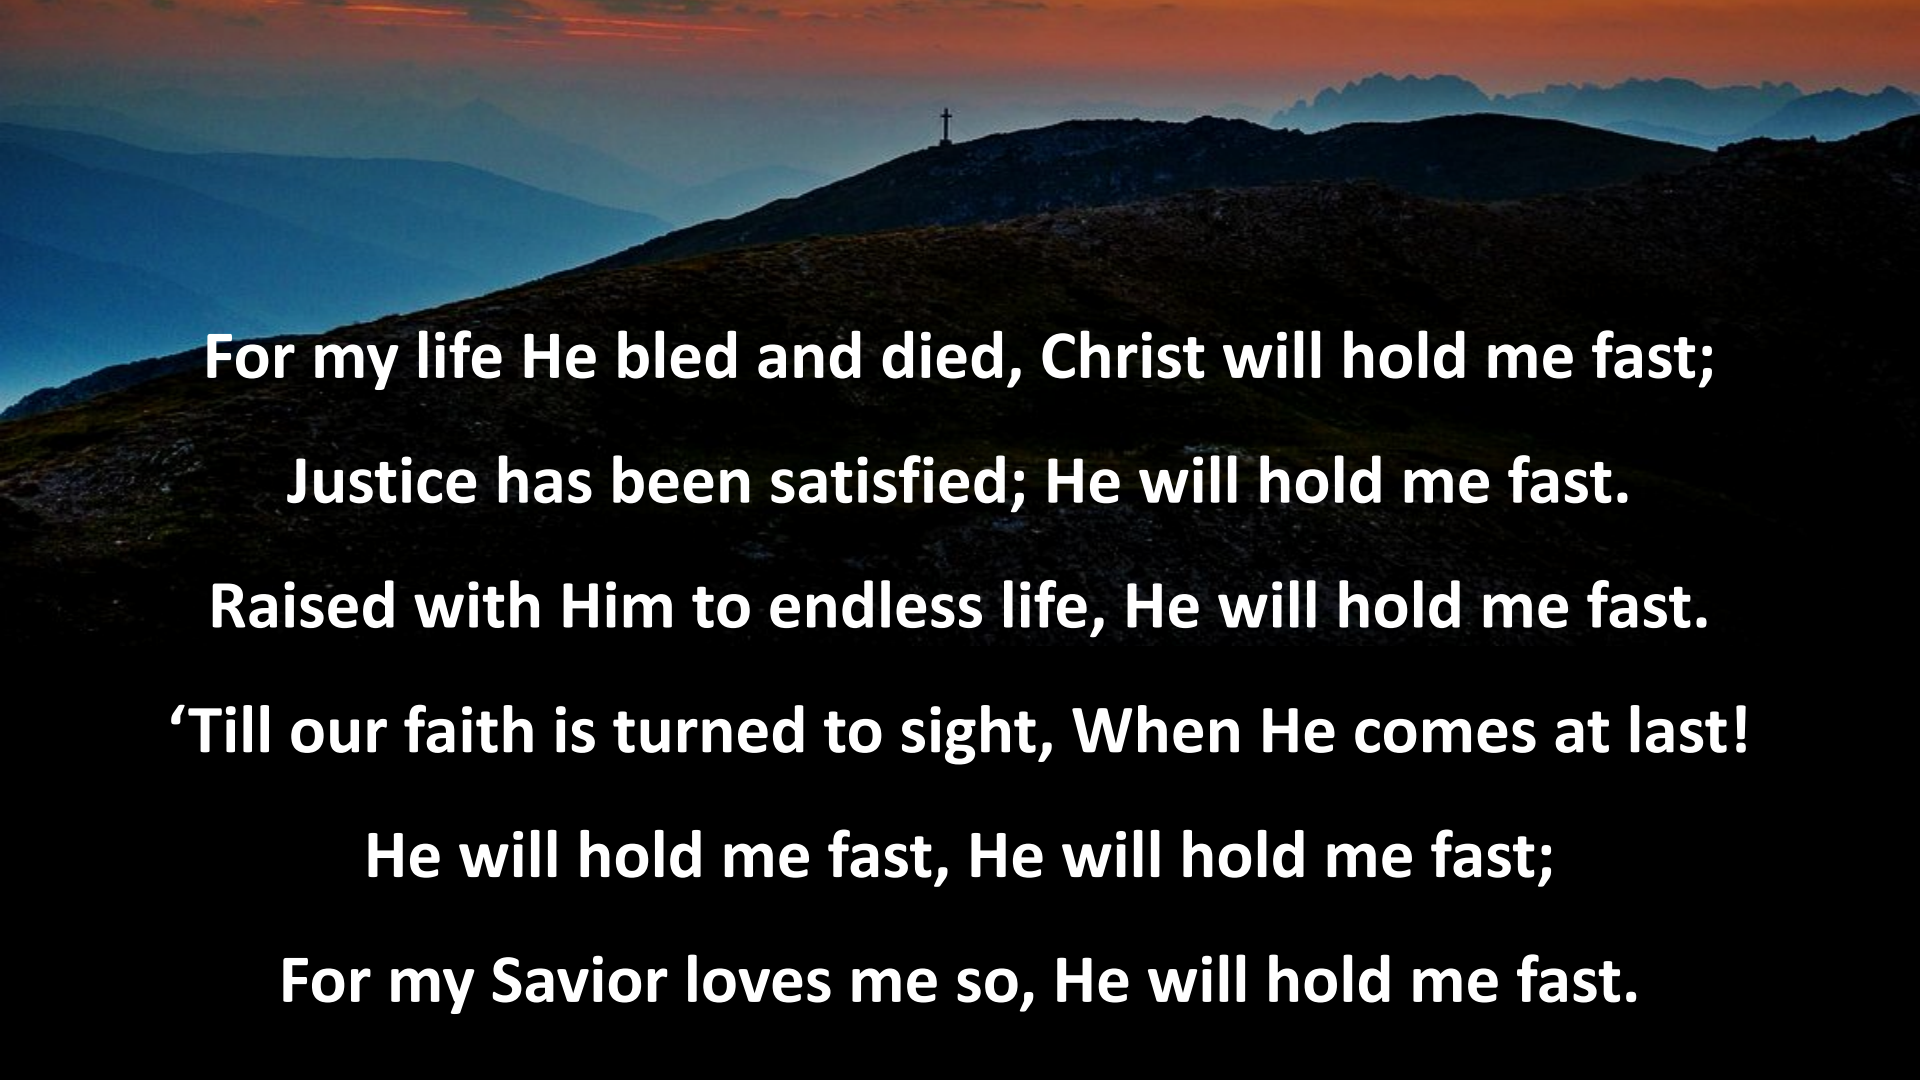 For my life He bled and died, Christ will hold me fast;
Justice has been satisfied; He will hold me fast.
Raised with Him to endless life, He will hold me fast.
‘Till our faith is turned to sight, When He comes at last!
He will hold me fast, He will hold me fast;
For my Savior loves me so, He will hold me fast.